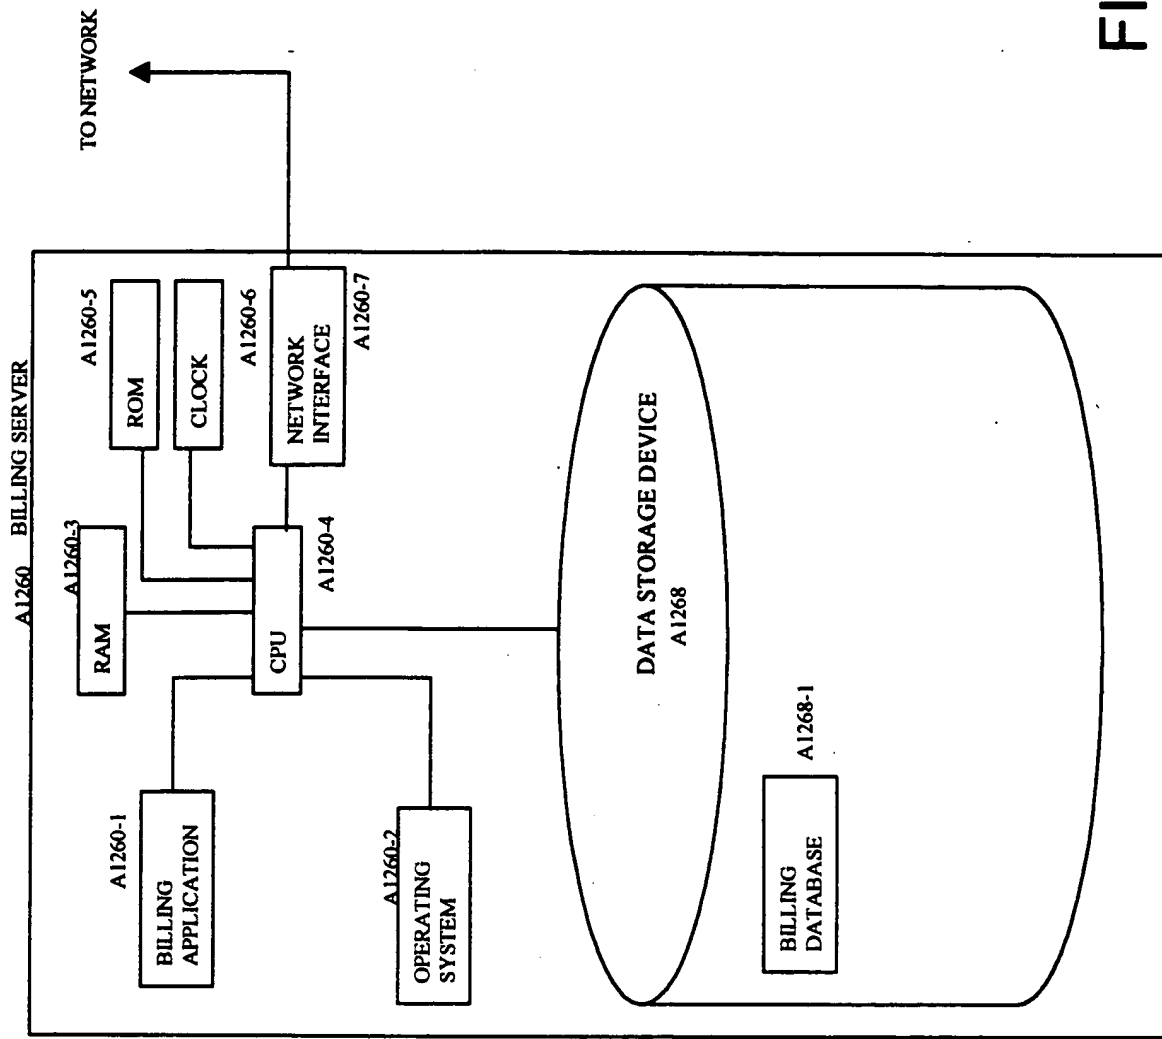 A1260 BILLING SERVER
TO NETWORK
A1260-3
RAM
A1260-5
ROM
CLOCK
A1260-6
A1260-1
BILLING
APPLICATION
CPU
A1260-4
NETWORK
INTERFACE
A1260-7
A1260-2
OPERATING
SYSTEM
DATA STORAGE DEVICE
A1268
A1268-1
BILLING
DATABASE
FI